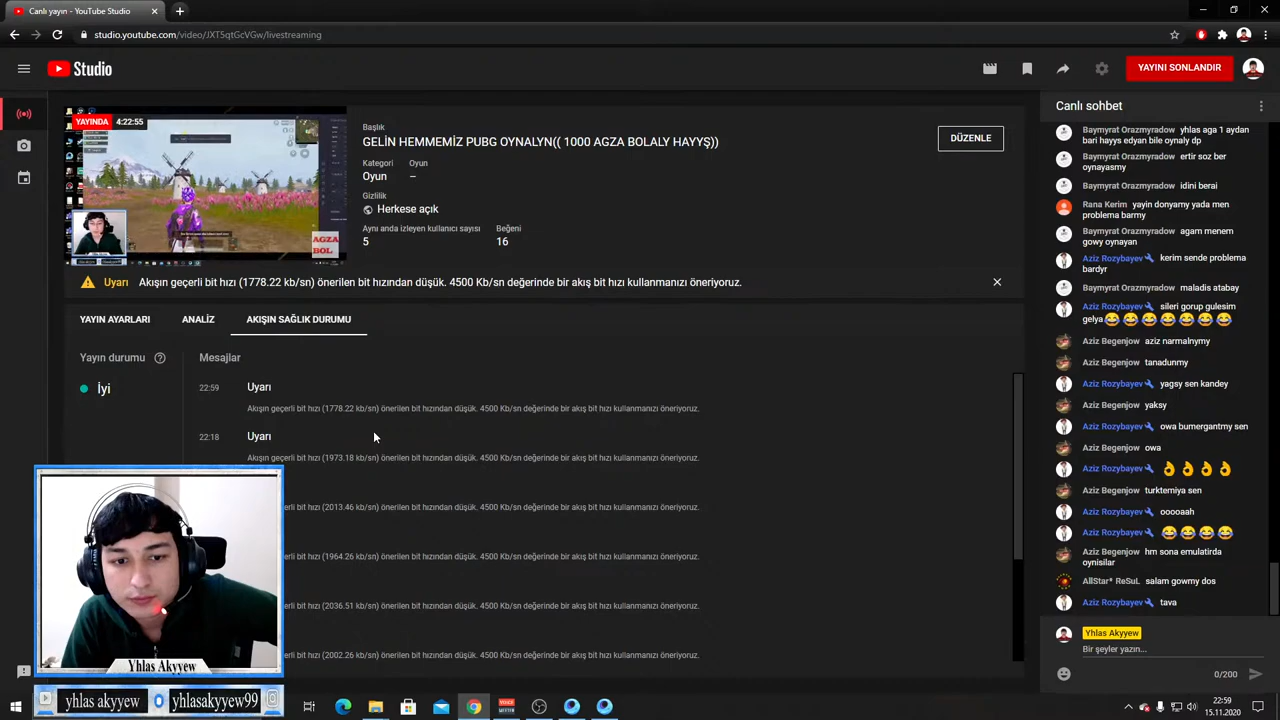 Canlı yayın - YouTube Studio
studio.youtube.com/video/JXT5qtGcVGw/livestreaming
Studio
YAYINI SONLANDIR
YAYINDA 4:22:55
AGZA
BOL
Başlık
GELİN HEMMEMİZ PUBG OYNALYN(( 1000 AGZA BOLALY HAYYŞ))
DÜZENLE
Kategori Oyun
Oyun –
Gizlilik
Herkese açık
Aynı anda izleyen kullanıcı sayısı Beğeni
5 16
Uyarı Akışın geçerli bit hızı (1778.22 kb/sn) önerilen bit hızından düşük. 4500 Kb/sn değerinde bir akış bit hızı kullanmanızı öneriyoruz.
YAYIN AYARLARI ANALİZ AKIŞIN SAĞLIK DURUMU
Yayın durumu Mesajlar
İyi
22:59 Uyarı
Akışın geçerli bit hızı (1778.22 kb/sn) önerilen bit hızından düşük. 4500 Kb/sn değerinde bir akış bit hızı kullanmanızı öneriyoruz.
22:18 Uyarı
Akışın geçerli bit hızı (1973.18 kb/sn) önerilen bit hızından düşük. 4500 Kb/sn değerinde bir akış bit hızı kullanmanızı öneriyoruz.
erli bit hızı (2013.46 kb/sn) önerilen bit hızından düşük. 4500 Kb/sn değerinde bir akış bit hızı kullanmanızı öneriyoruz.
erli bit hızı (1964.26 kb/sn) önerilen bit hızından düşük. 4500 Kb/sn değerinde bir akış bit hızı kullanmanızı öneriyoruz.
erli bit hızı (2036.51 kb/sn) önerilen bit hızından düşük. 4500 Kb/sn değerinde bir akış bit hızı kullanmanızı öneriyoruz.
erli bit hızı (2002.26 kb/sn) önerilen bit hızından düşük. 4500 Kb/sn değerinde bir akış bit hızı kullanmanızı öneriyoruz.
Yhlas Akyyew
yhlas akyyew yhlasakyyew99
Canlı sohbet
Baymyrat Orazmyradow yhlas aga 1 aydan
bari hayys edyan bile oynaly dp
Baymyrat Orazmyradow ertir soz ber
oynayasmy
Baymyrat Orazmyradow idini berai
Rana Kerim yayin donyarmy yada men
problema barmy
Baymyrat Orazmyradow agam menem
gowy oynayan
Aziz Rozybayev kerim sende problema
bardyr
Baymyrat Orazmyradow maladis atabay
Aziz Rozybayev sileri gorup gulesim
gelya😂😂😂😂😂😂😂
Aziz Begenjow aziz narmalnymy
Aziz Begenjow tanadunmy
Aziz Rozybayev yagsy sen kandey
Aziz Begenjow yaksy
Aziz Rozybayev owa bumergantmy sen
Aziz Begenjow owa
Aziz Rozybayev 👌👌👌👌
Aziz Begenjow turktemiya sen
Aziz Rozybayev ooooaah
Aziz Rozybayev 😂😂😂😂
Aziz Begenjow hm sona emulatirda
oynisilar
AllStar* ReSuL salam gowmy dos
Aziz Rozybayev tava
Yhlas Akyyew
Bir şeyler yazın...
0/200
22:59
15.11.2020